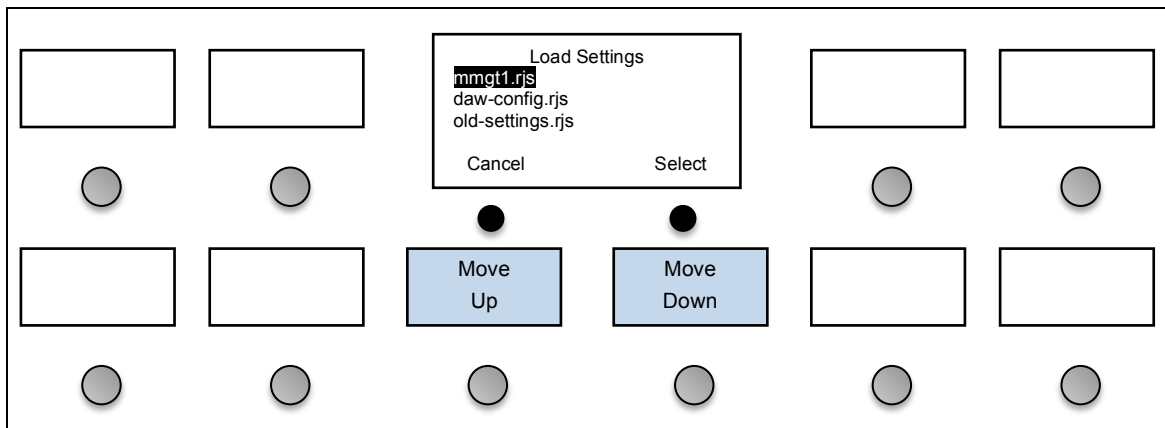 Load Settings
mmgt1.rjs
daw-config.rjs
old-settings.rjs
Cancel Select
Move Up
Move Down